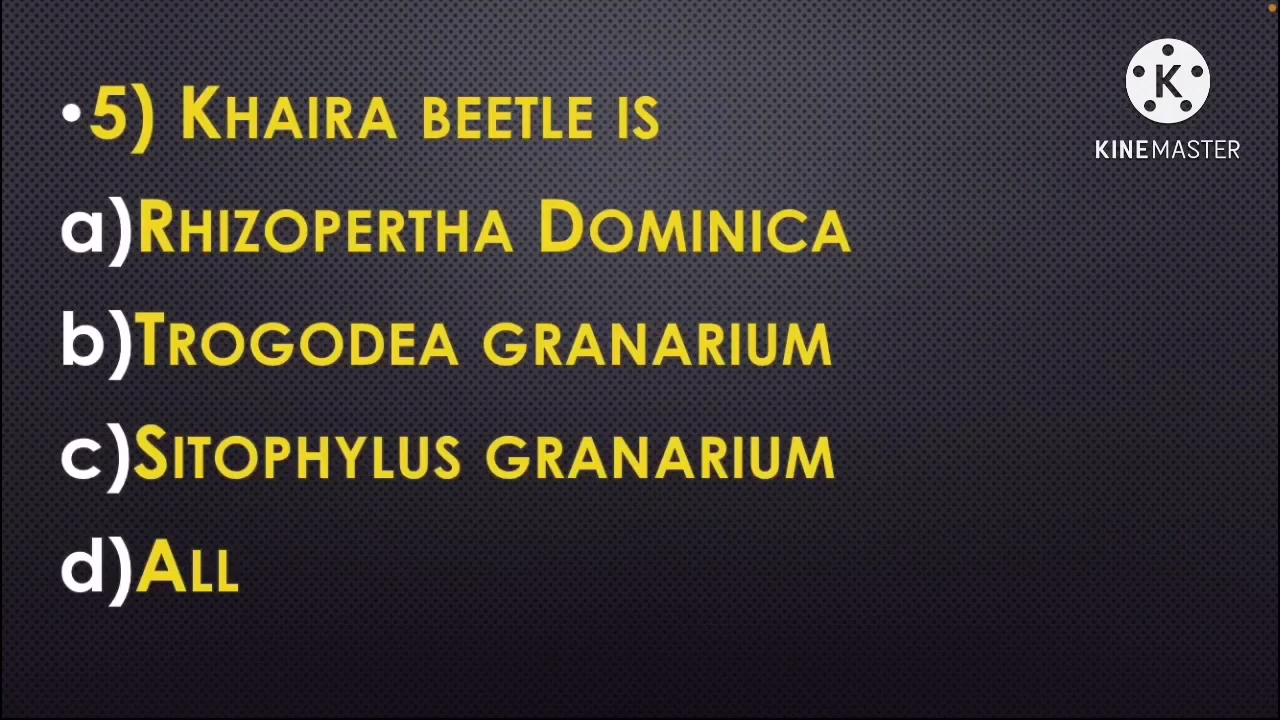 • 5) KHAIRA BEETLE IS
a)RHIZOPERTHA DOMINICA
b)TROGODEA GRANARIUM
c)SITOPHYLUS GRANARIUM
d)ALL
K
KINEMASTER